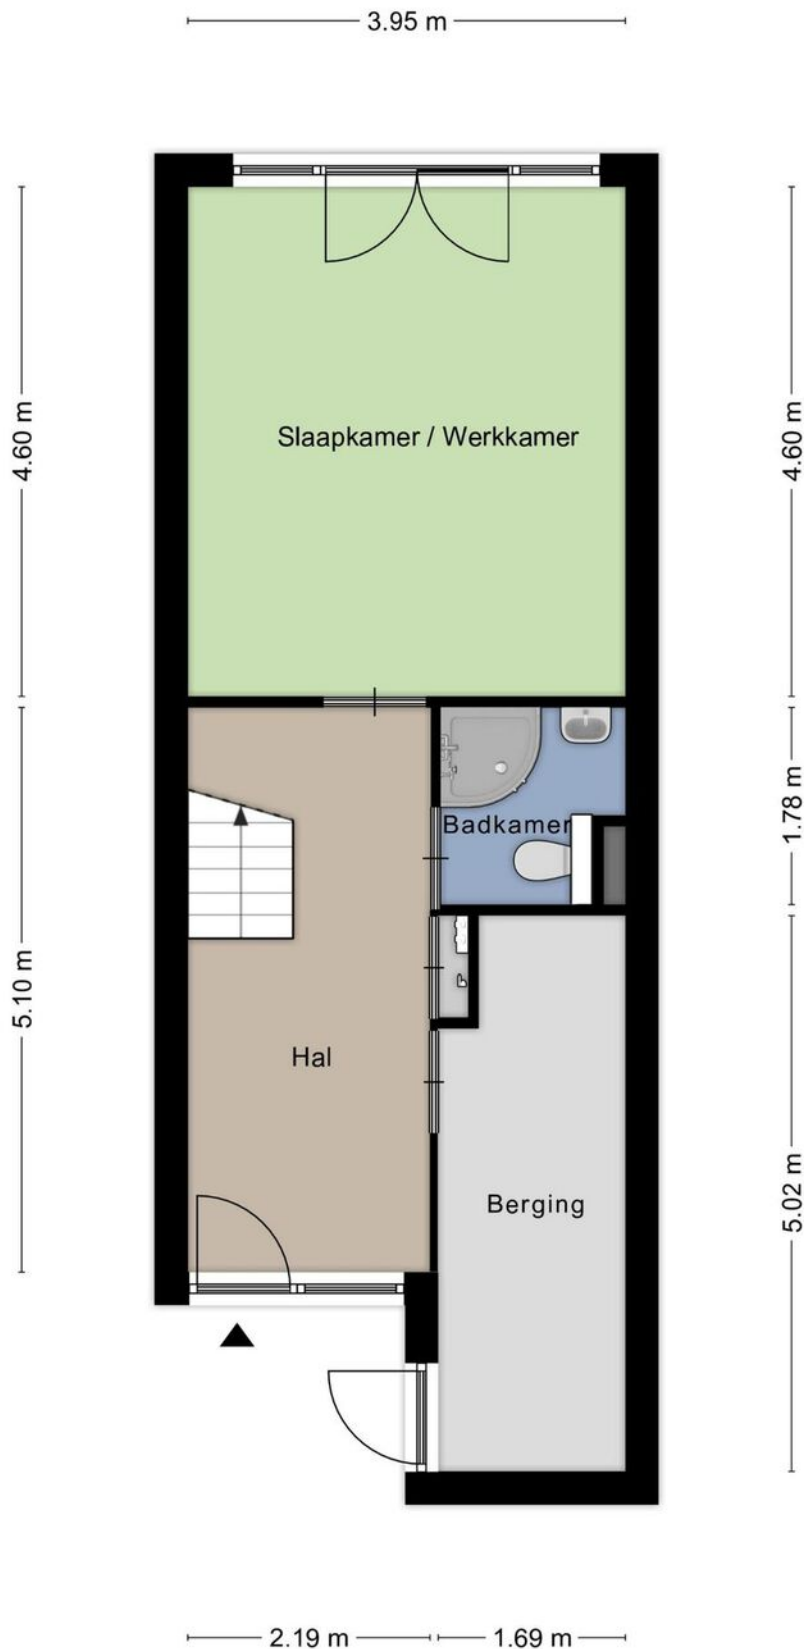 3.95 m
4.60 m
4.60 m
Slaapkamer / Werkkamer
1.78 m
Badkamer
5.10 m
Hal
5.02 m
Berging
2.19 m
1.69 m